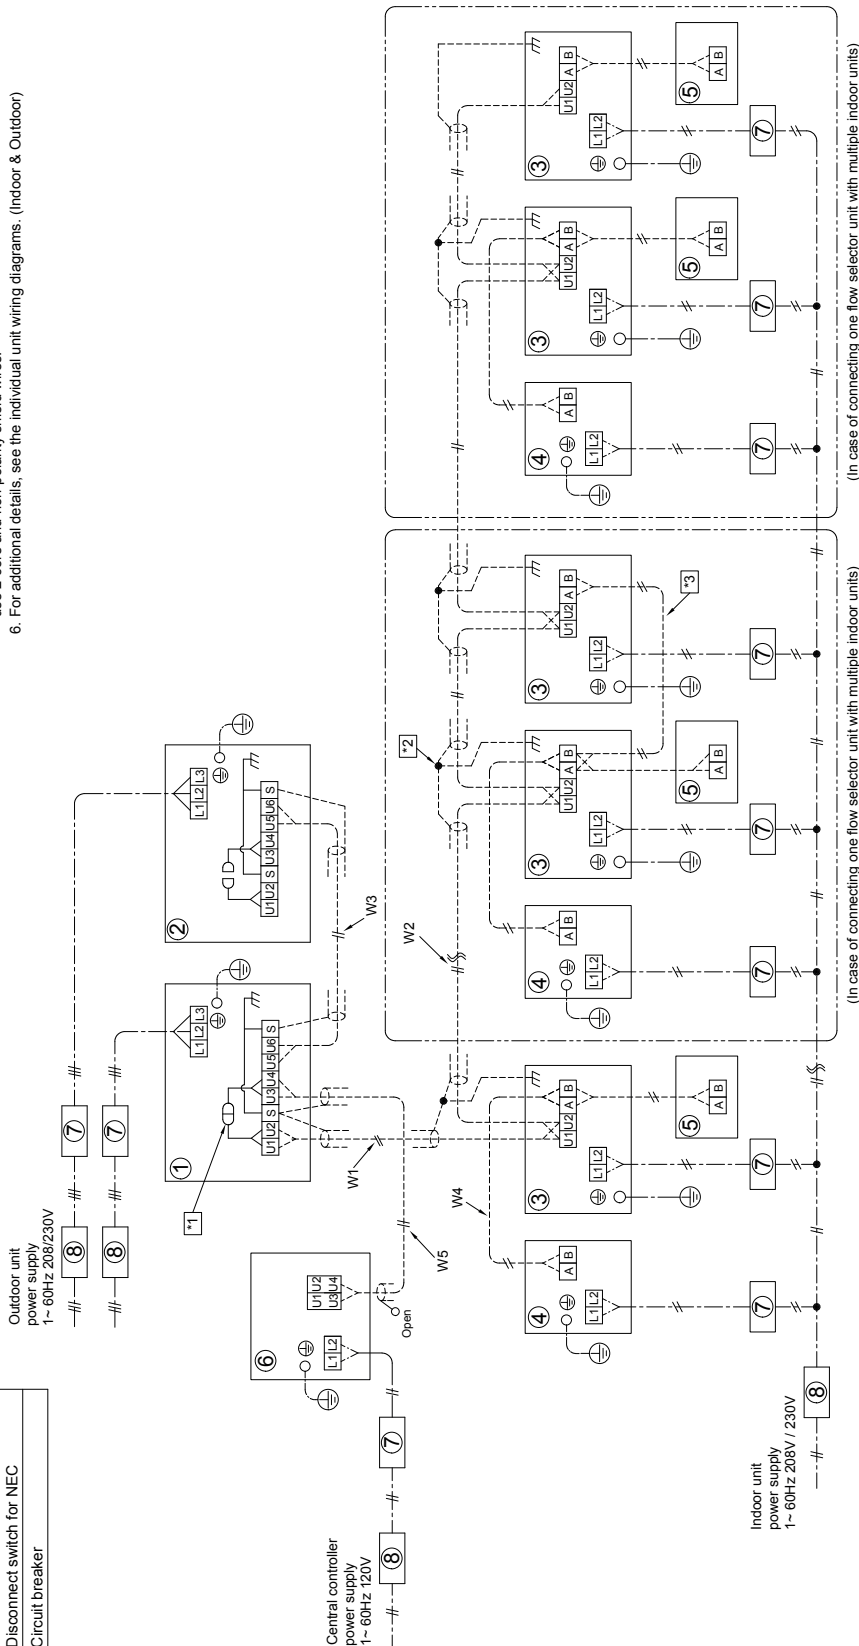 use 2-core and non-polarity shield wires.
6. For additional details, see the individual unit wiring diagrams. (Indoor & Outdoor)
Disconnect switch for NEC
Circuit breaker
Outdoor unit
power supply
1~ 60Hz 208/230V
8
7
8
7
1
L1 L2 L3
U1 U2 S U3 U4 U5 U6 S
*1
2
L1 L2 L3
U1 U2 S U3 U4 U5 U6 S
W3
W1
W5
W4
W2
*2
*3
Central controller
power supply
1~ 60Hz 120V
8
7
6
L1 L2
U1 U2
U3 U4
Open
4
L1 L2
A B
7
3
L1 L2
U1 U2 A B
7
5
A B
4
L1 L2
A B
7
3
L1 L2
U1 U2 A B
7
5
A B
3
L1 L2
U1 U2 A B
7
(In case of connecting one flow selector unit with multiple indoor units)
4
L1 L2
A B
7
3
L1 L2
U1 U2 A B
7
5
A B
3
L1 L2
U1 U2 A B
7
5
A B
(In case of connecting one flow selector unit with multiple indoor units)
Indoor unit
power supply
1~ 60Hz 208V / 230V
8